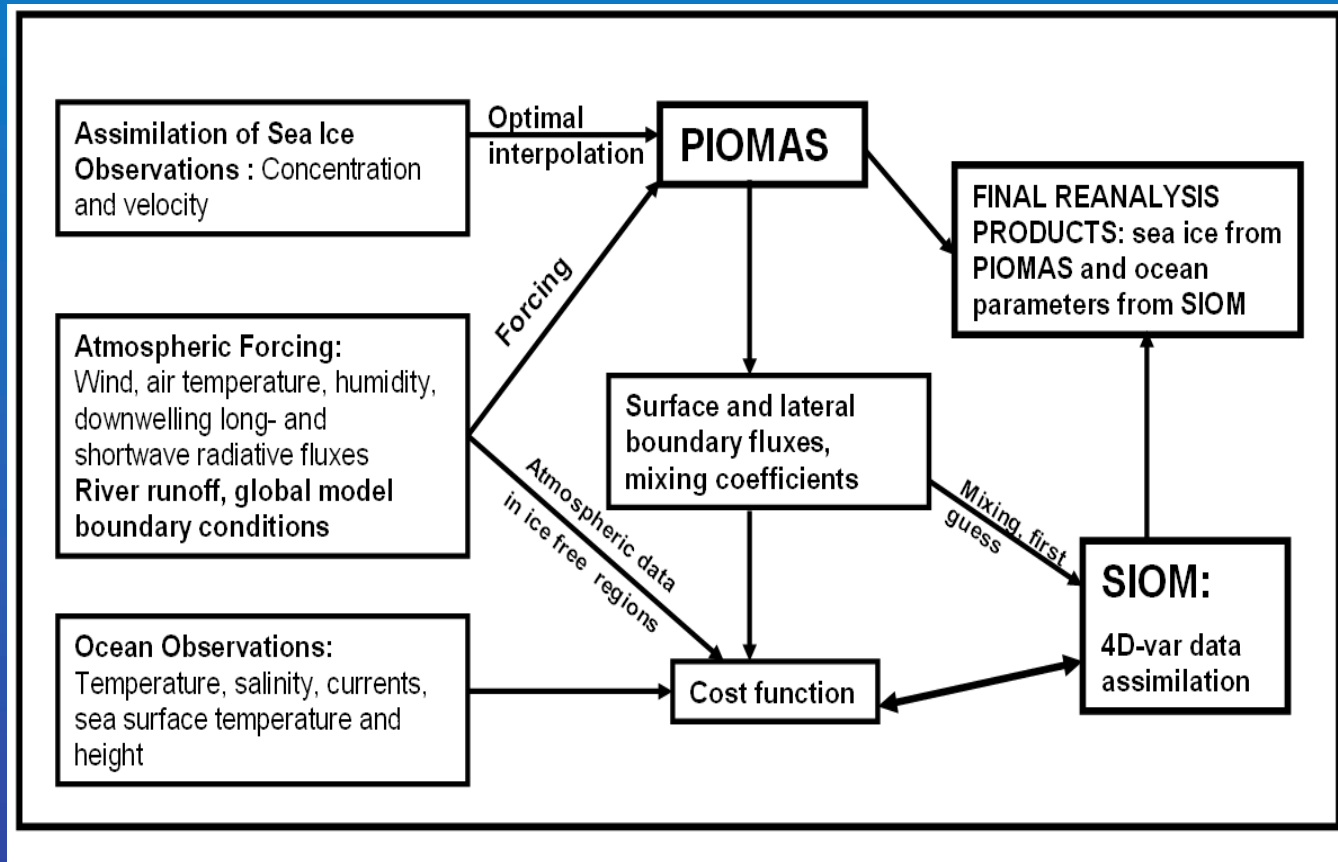 Assimilation of Sea Ice
Observations : Concentration
and velocity
Optimal
interpolation
PIOMAS
FINAL REANALYSIS
PRODUCTS: sea ice from
PIOMAS and ocean
parameters from SIOM
Forcing
Atmospheric Forcing:
Wind, air temperature, humidity,
downwelling long- and
shortwave radiative fluxes
River runoff, global model
boundary conditions
Surface and lateral
boundary fluxes,
mixing coefficients
Atmospheric data
in ice free regions
Mixing, first
guess
SIOM:
4D-var data
assimilation
Ocean Observations:
Temperature, salinity, currents,
sea surface temperature and
height
Cost function